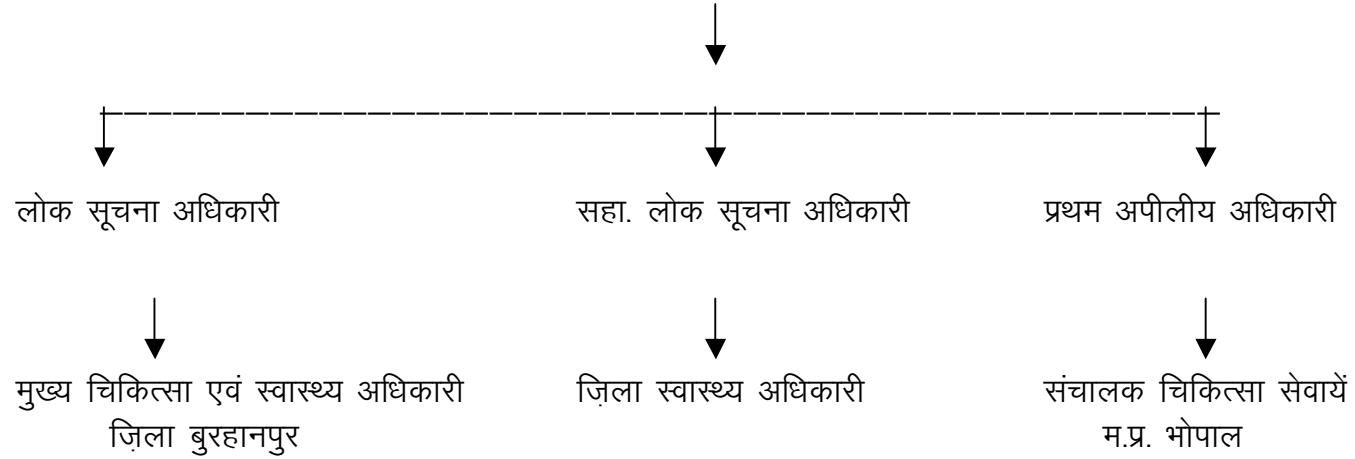 लोक सूचना अधिकारी सहा. लोक सूचना अधिकारी प्रथम अपीलीय अधिकारी
मुख्य चिकित्सा एवं स्वास्थ्य अधिकारी ज़िला स्वास्थ्य अधिकारी संचालक चिकित्सा सेवायें
ज़िला बुरहानपुर म.प्र. भोपाल